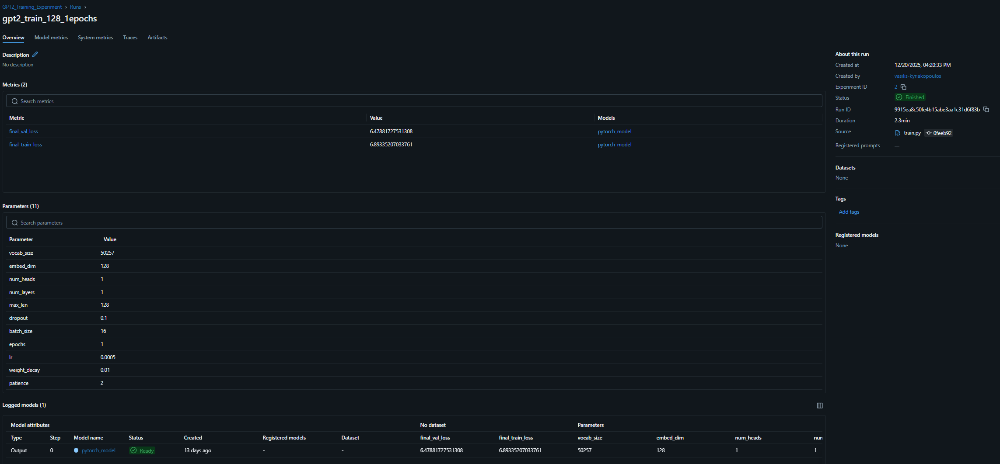 GPT2_Training_Experiment > Runs >
gpt2_train_128_1epochs
Overview Model metrics System metrics Traces Artifacts
Description
No description
Metrics (2)
Search metrics
Metric Value Models
final_val_loss 6.47881727531308 pytorch_model
final_train_loss 6.89335207033761 pytorch_model
Parameters (11)
Search parameters
Parameter Value
vocab_size 50257
embed_dim 128
num_heads 1
num_layers 1
max_len 128
dropout 0.1
batch_size 16
epochs 1
lr 0.0005
weight_decay 0.01
patience 2
Logged models (1)
Model attributes No dataset Parameters
Type Step Model name Status Created Registered models Dataset final_val_loss final_train_loss vocab_size embed_dim num_heads num
Output 0 pytorch_model Ready 13 days ago - - 6.47881727531308 6.89335207033761 50257 128 1 1
About this run
Created at 12/20/2025, 04:20:33 PM
Created by vasilis-kyriakopoulos
Experiment ID 2
Status Finished
Run ID 9915ea8c50fe4b15abe3aa1c31d6f83b
Duration 2.3min
Source train.py 0feeb92
Registered prompts —
Datasets
None
Tags
Add tags
Registered models
None